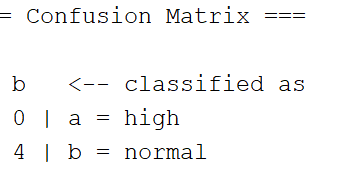 = Confusion Matrix ===
b <-- classified as
0 | a = high
4 | b = normal